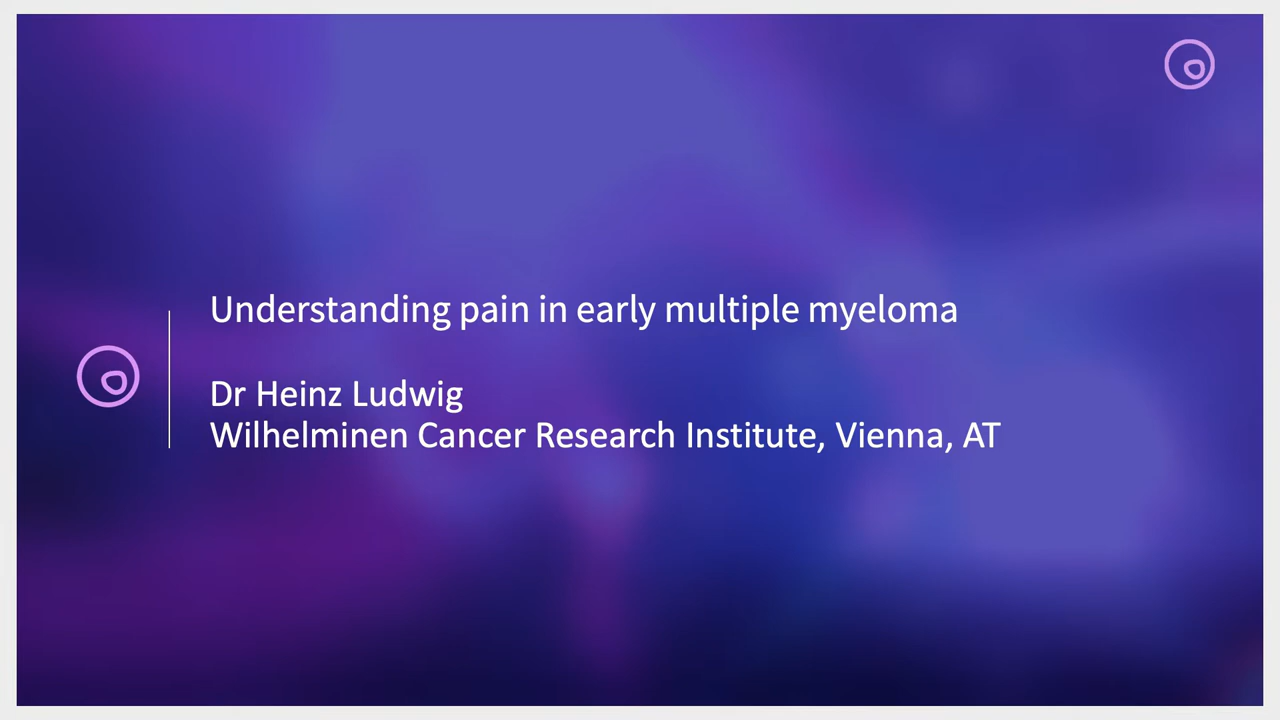 Understanding pain in early multiple myeloma
Dr Heinz Ludwig
Wilhelminen Cancer Research Institute, Vienna, AT